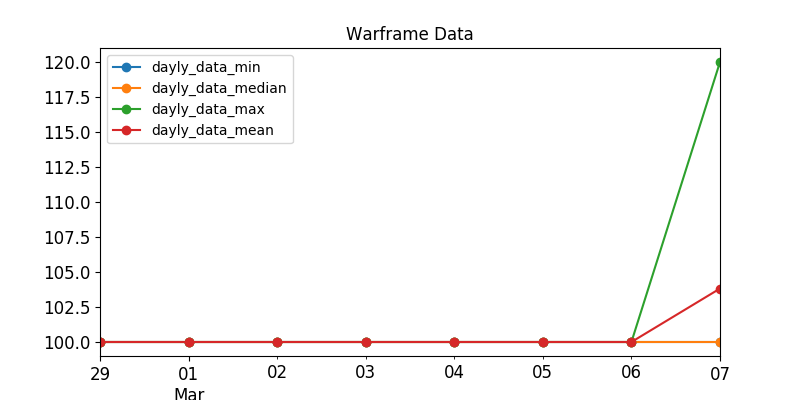 Warframe Data
dayly_data_min
dayly_data_median
dayly_data_max
dayly_data_mean
120.0
117.5
115.0
112.5
110.0
107.5
105.0
102.5
100.0
29 01 02 03 04 05 06 07
Mar